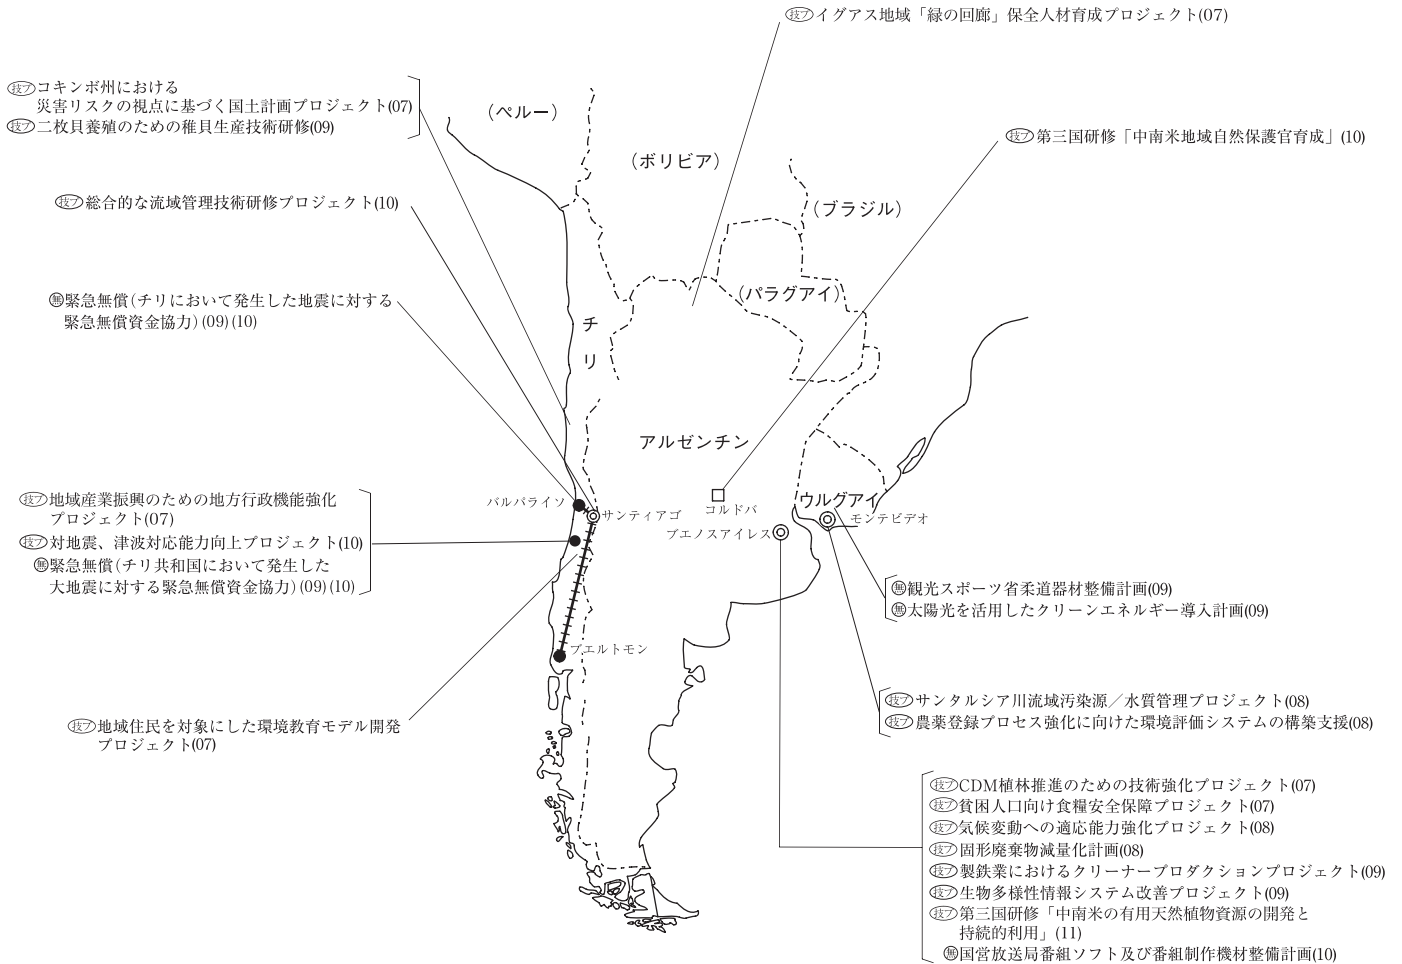 技プ イグアス地域「緑の回廊」保全人材育成プロジェクト(07)
技プ コキンボ州における
災害リスクの視点に基づく国土計画プロジェクト(07)
技プ 二枚貝養殖のための稚貝生産技術研修(09)
(ペルー)
技プ 第三国研修「中南米地域自然保護官育成」(10)
(ボリビア)
技プ 総合的な流域管理技術研修プロジェクト(10)
(ブラジル)
(パラグアイ)
無 緊急無償(チリにおいて発生した地震に対する
緊急無償資金協力)(09)(10)
チ
リ
アルゼンチン
技プ 地域産業振興のための地方行政機能強化
プロジェクト(07)
技プ 対地震、津波対応能力向上プロジェクト(10)
無 緊急無償(チリ共和国において発生した
大地震に対する緊急無償資金協力)(09)(10)
バルパライソ
サンティアゴ
コルドバ
ウルグアイ
モンテビデオ
ブエノスアイレス
無 観光スポーツ省柔道器材整備計画(09)
無 太陽光を活用したクリーンエネルギー導入計画(09)
プエルトモン
技プ サンタルシア川流域汚染源／水質管理プロジェクト(08)
技プ 農薬登録プロセス強化に向けた環境評価システムの構築支援(08)
技プ 地域住民を対象にした環境教育モデル開発
プロジェクト(07)
技プ CDM植林推進のための技術強化プロジェクト(07)
技プ 貧困人口向け食糧安全保障プロジェクト(07)
技プ 気候変動への適応能力強化プロジェクト(08)
技プ 固形廃棄物減量化計画(08)
技プ 製鉄業におけるクリーナープロダクションプロジェクト(09)
技プ 生物多様性情報システム改善プロジェクト(09)
技プ 第三国研修「中南米の有用天然植物資源の開発と
持続的利用」(11)
無 国営放送局番組ソフト及び番組制作機材整備計画(10)